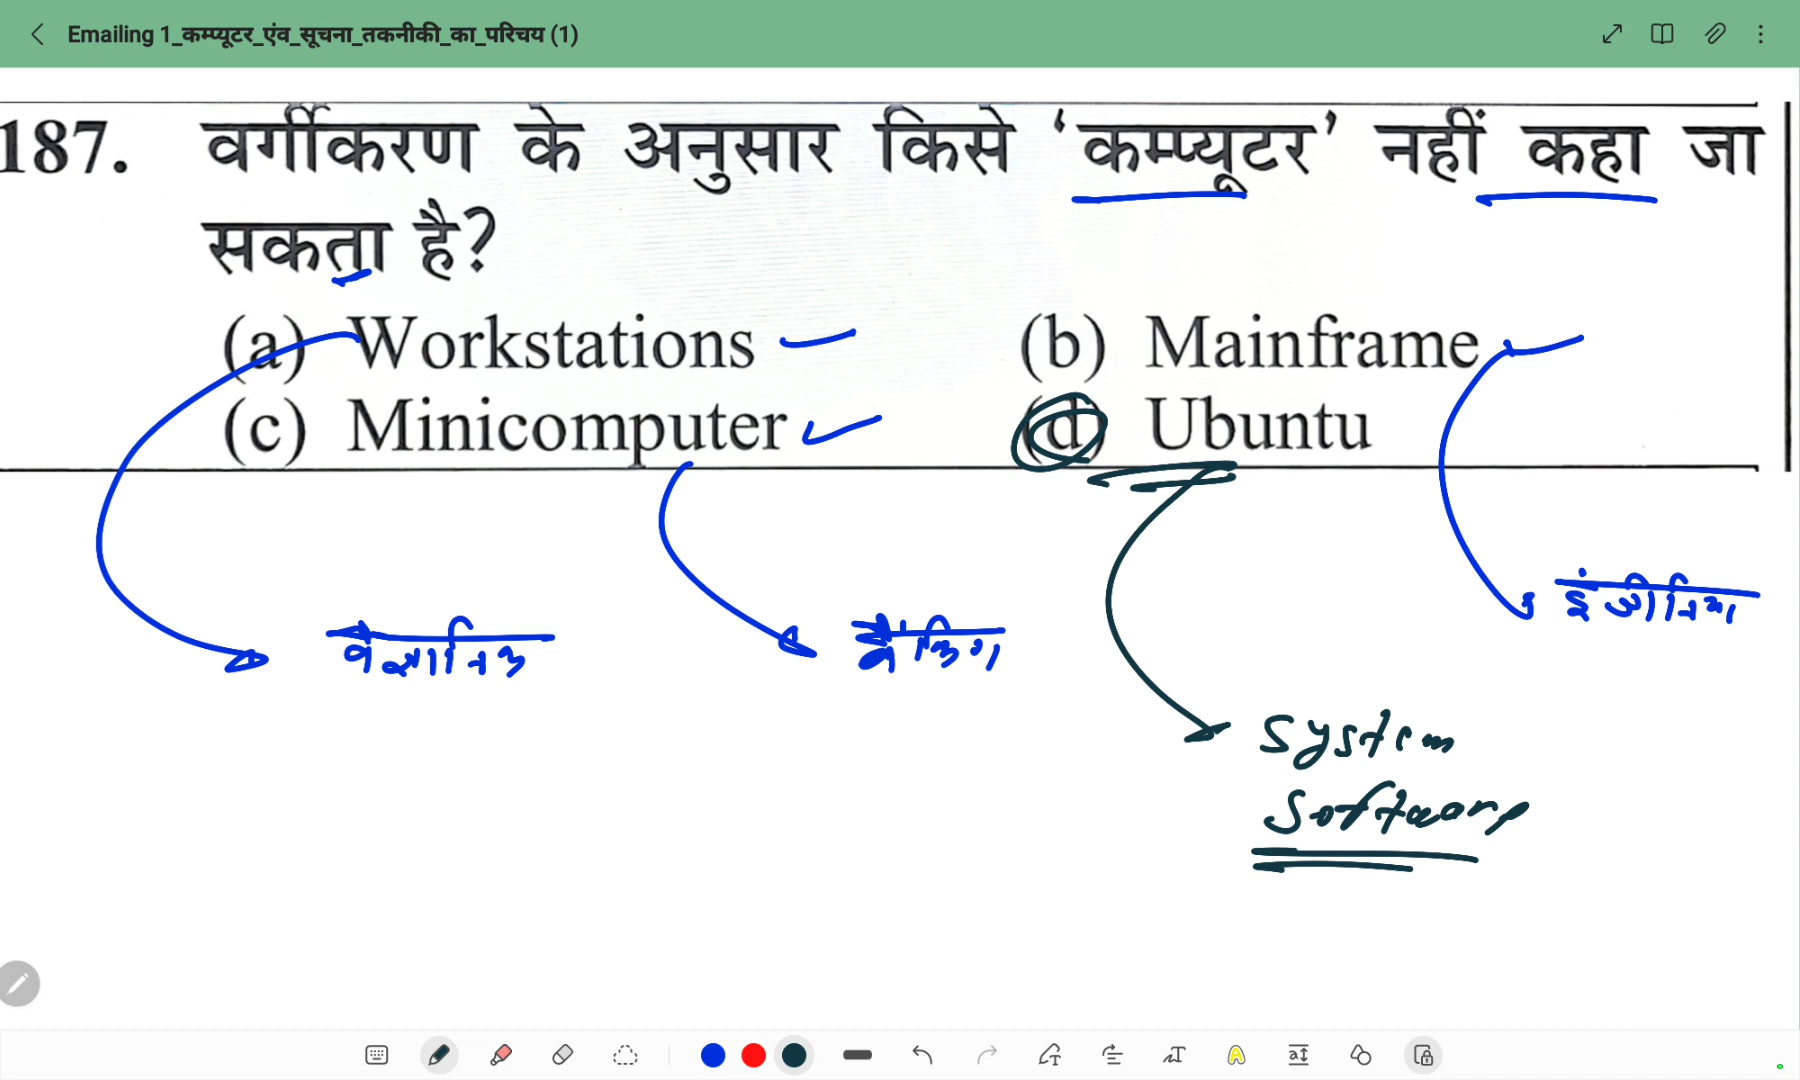 Emailing 1_कम्प्यूटर_एंव_सूचना_तकनीकी_का_परिचय (1)
187. वर्गीकरण के अनुसार किसे ‘कम्प्यूटर’ नहीं कहा जा
सकता है?
(a) Workstations (b) Mainframe
(c) Minicomputer (d) Ubuntu
वैज्ञानिक
System
Software